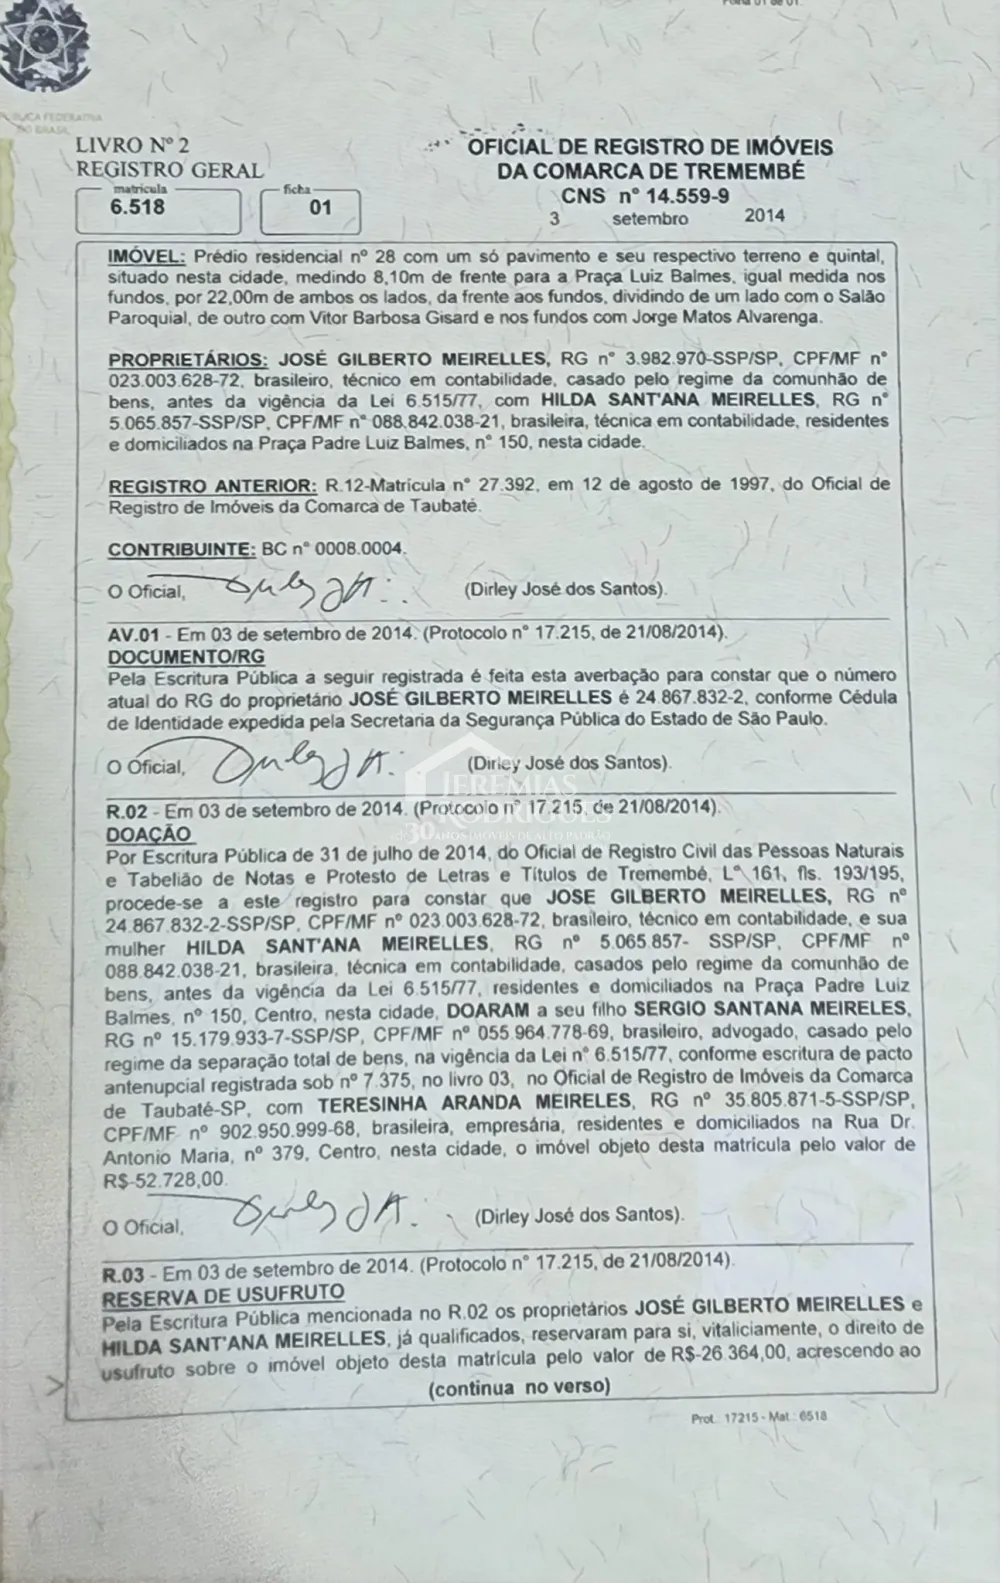 Folha 01 de 01
PÚBLICA FEDERATIVA
DO BRASIL
LIVRO Nº 2
REGISTRO GERAL
matrícula
6.518
ficha
01
OFICIAL DE REGISTRO DE IMÓVEIS
DA COMARCA DE TREMEMBÉ
CNS nº 14.559-9
3 setembro 2014
IMÓVEL: Prédio residencial nº 28 com um só pavimento e seu respectivo terreno e quintal,
situado nesta cidade, medindo 8,10m de frente para a Praça Luiz Balmes, igual medida nos
fundos, por 22,00m de ambos os lados, da frente aos fundos, dividindo de um lado com o Salão
Paroquial, de outro com Vitor Barbosa Gisard e nos fundos com Jorge Matos Alvarenga.
PROPRIETÁRIOS: JOSÉ GILBERTO MEIRELLES, RG nº 3.982.970-SSP/SP, CPF/MF nº
023.003.628-72, brasileiro, técnico em contabilidade, casado pelo regime da comunhão de
bens, antes da vigência da Lei 6.515/77, com HILDA SANT'ANA MEIRELLES, RG nº
5.065.857-SSP/SP, CPF/MF nº 088.842.038-21, brasileira, técnica em contabilidade, residentes
e domiciliados na Praça Padre Luiz Balmes, nº 150, nesta cidade.
REGISTRO ANTERIOR: R.12-Matrícula nº 27.392, em 12 de agosto de 1997, do Oficial de
Registro de Imóveis da Comarca de Taubaté.
CONTRIBUINTE: BC nº 0008.0004.
O Oficial, (Dirley José dos Santos).
AV.01 - Em 03 de setembro de 2014. (Protocolo nº 17.215, de 21/08/2014).
DOCUMENTO/RG
Pela Escritura Pública a seguir registrada é feita esta averbação para constar que o número
atual do RG do proprietário JOSÉ GILBERTO MEIRELLES é 24.867.832-2, conforme Cédula
de Identidade expedida pela Secretaria da Segurança Pública do Estado de São Paulo.
O Oficial, (Dirley José dos Santos).
JEREMIAS
RODRIGUES
+de 30 ANOS IMÓVEIS DE ALTO PADRÃO
R.02 - Em 03 de setembro de 2014. (Protocolo nº 17.215, de 21/08/2014).
DOAÇÃO
Por Escritura Pública de 31 de julho de 2014, do Oficial de Registro Civil das Pessoas Naturais
e Tabelião de Notas e Protesto de Letras e Títulos de Tremembé, Lº 161, fls. 193/195,
procede-se a este registro para constar que JOSE GILBERTO MEIRELLES, RG nº
24.867.832-2-SSP/SP, CPF/MF nº 023.003.628-72, brasileiro, técnico em contabilidade, e sua
mulher HILDA SANT'ANA MEIRELLES, RG nº 5.065.857- SSP/SP, CPF/MF nº
088.842.038-21, brasileira, técnica em contabilidade, casados pelo regime da comunhão de
bens, antes da vigência da Lei 6.515/77, residentes e domiciliados na Praça Padre Luiz
Balmes, nº 150, Centro, nesta cidade, DOARAM a seu filho SERGIO SANTANA MEIRELES,
RG nº 15.179.933-7-SSP/SP, CPF/MF nº 055.964.778-69, brasileiro, advogado, casado pelo
regime da separação total de bens, na vigência da Lei nº 6.515/77, conforme escritura de pacto
antenupcial registrada sob nº 7.375, no livro 03, no Oficial de Registro de Imóveis da Comarca
de Taubaté-SP, com TERESINHA ARANDA MEIRELES, RG nº 35.805.871-5-SSP/SP,
CPF/MF nº 902.950.999-68, brasileira, empresária, residentes e domiciliados na Rua Dr.
Antonio Maria, nº 379, Centro, nesta cidade, o imóvel objeto desta matrícula pelo valor de
R$-52.728,00.
O Oficial, (Dirley José dos Santos).
R.03 - Em 03 de setembro de 2014. (Protocolo nº 17.215, de 21/08/2014).
RESERVA DE USUFRUTO
Pela Escritura Pública mencionada no R.02 os proprietários JOSÉ GILBERTO MEIRELLES e
HILDA SANT'ANA MEIRELLES, já qualificados, reservaram para si, vitaliciamente, o direito de
usufruto sobre o imóvel objeto desta matrícula pelo valor de R$-26.364,00, acrescendo ao
(continua no verso)
Prot. 17215 - Mat.: 6518